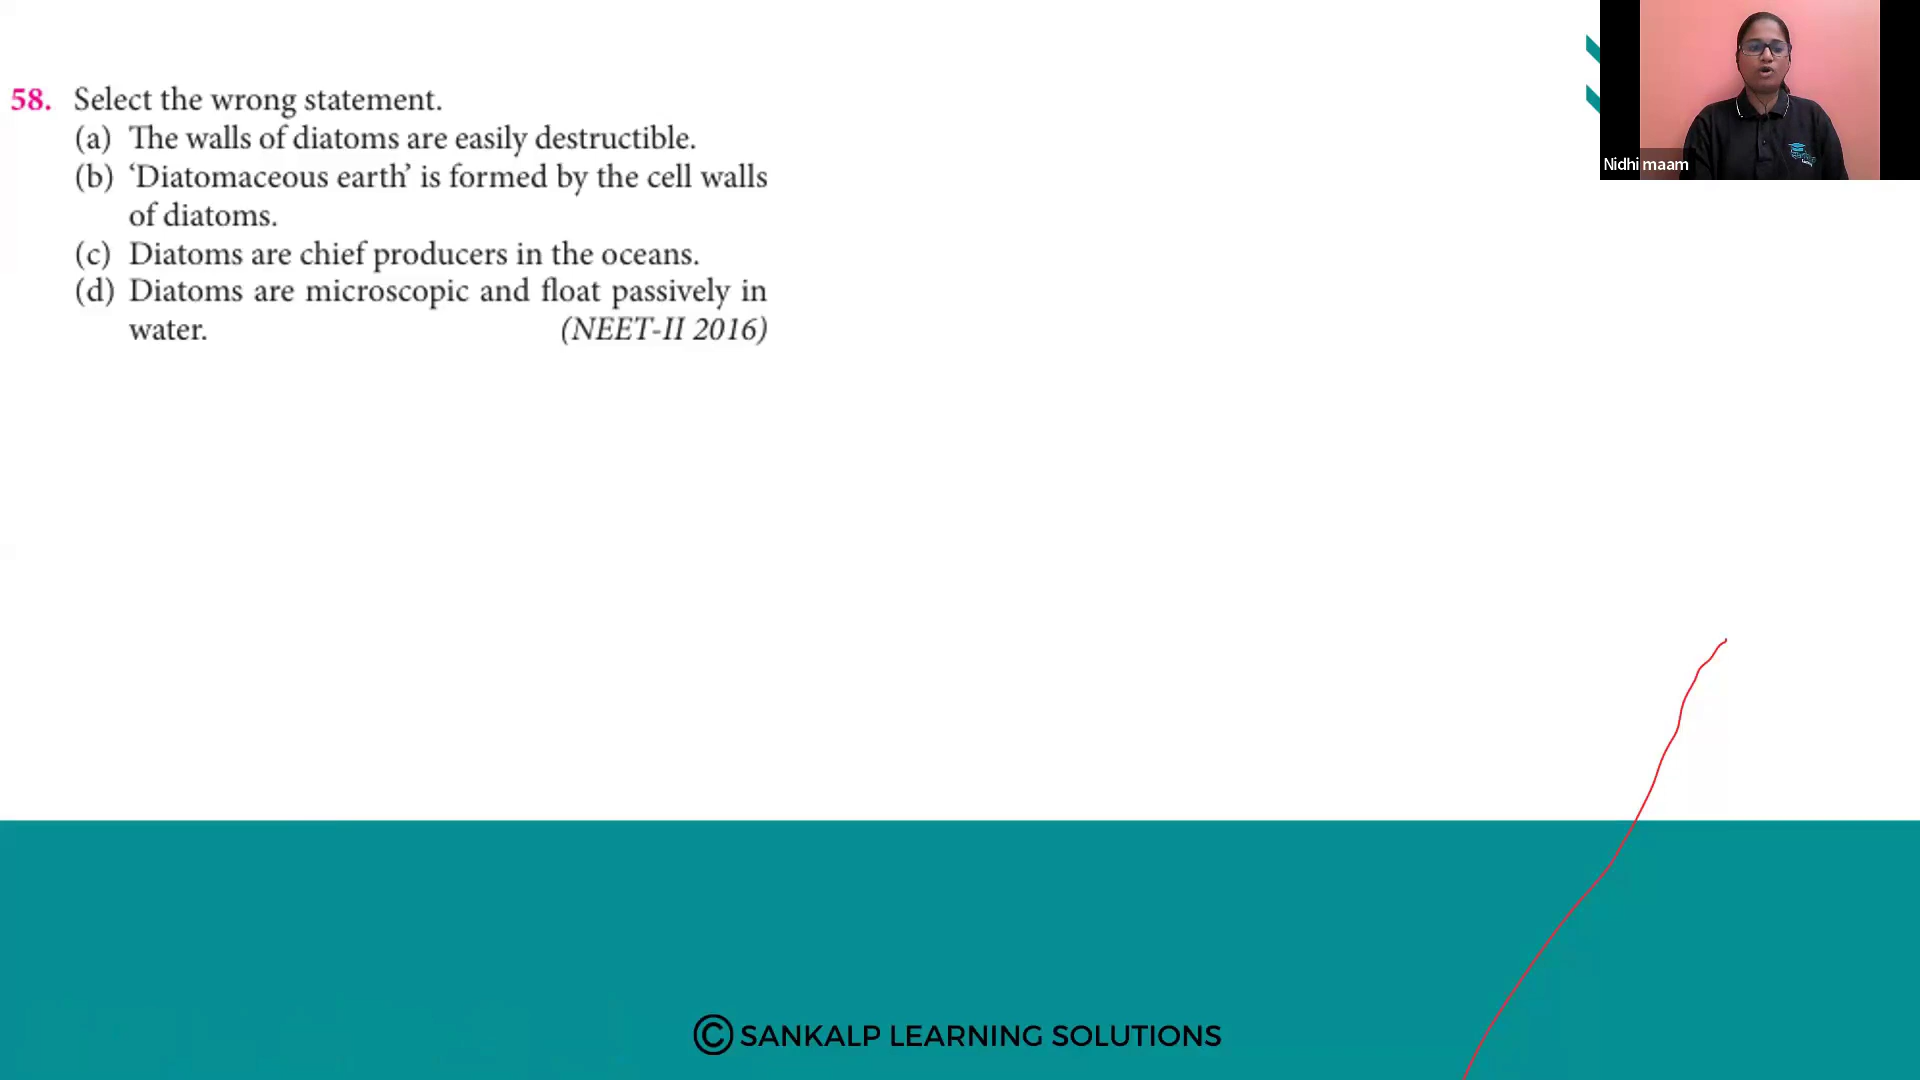 58. Select the wrong statement.
(a) The walls of diatoms are easily destructible.
(b) ‘Diatomaceous earth’ is formed by the cell walls
of diatoms.
(c) Diatoms are chief producers in the oceans.
(d) Diatoms are microscopic and float passively in
water. (NEET-II 2016)
Nidhi maam
© SANKALP LEARNING SOLUTIONS